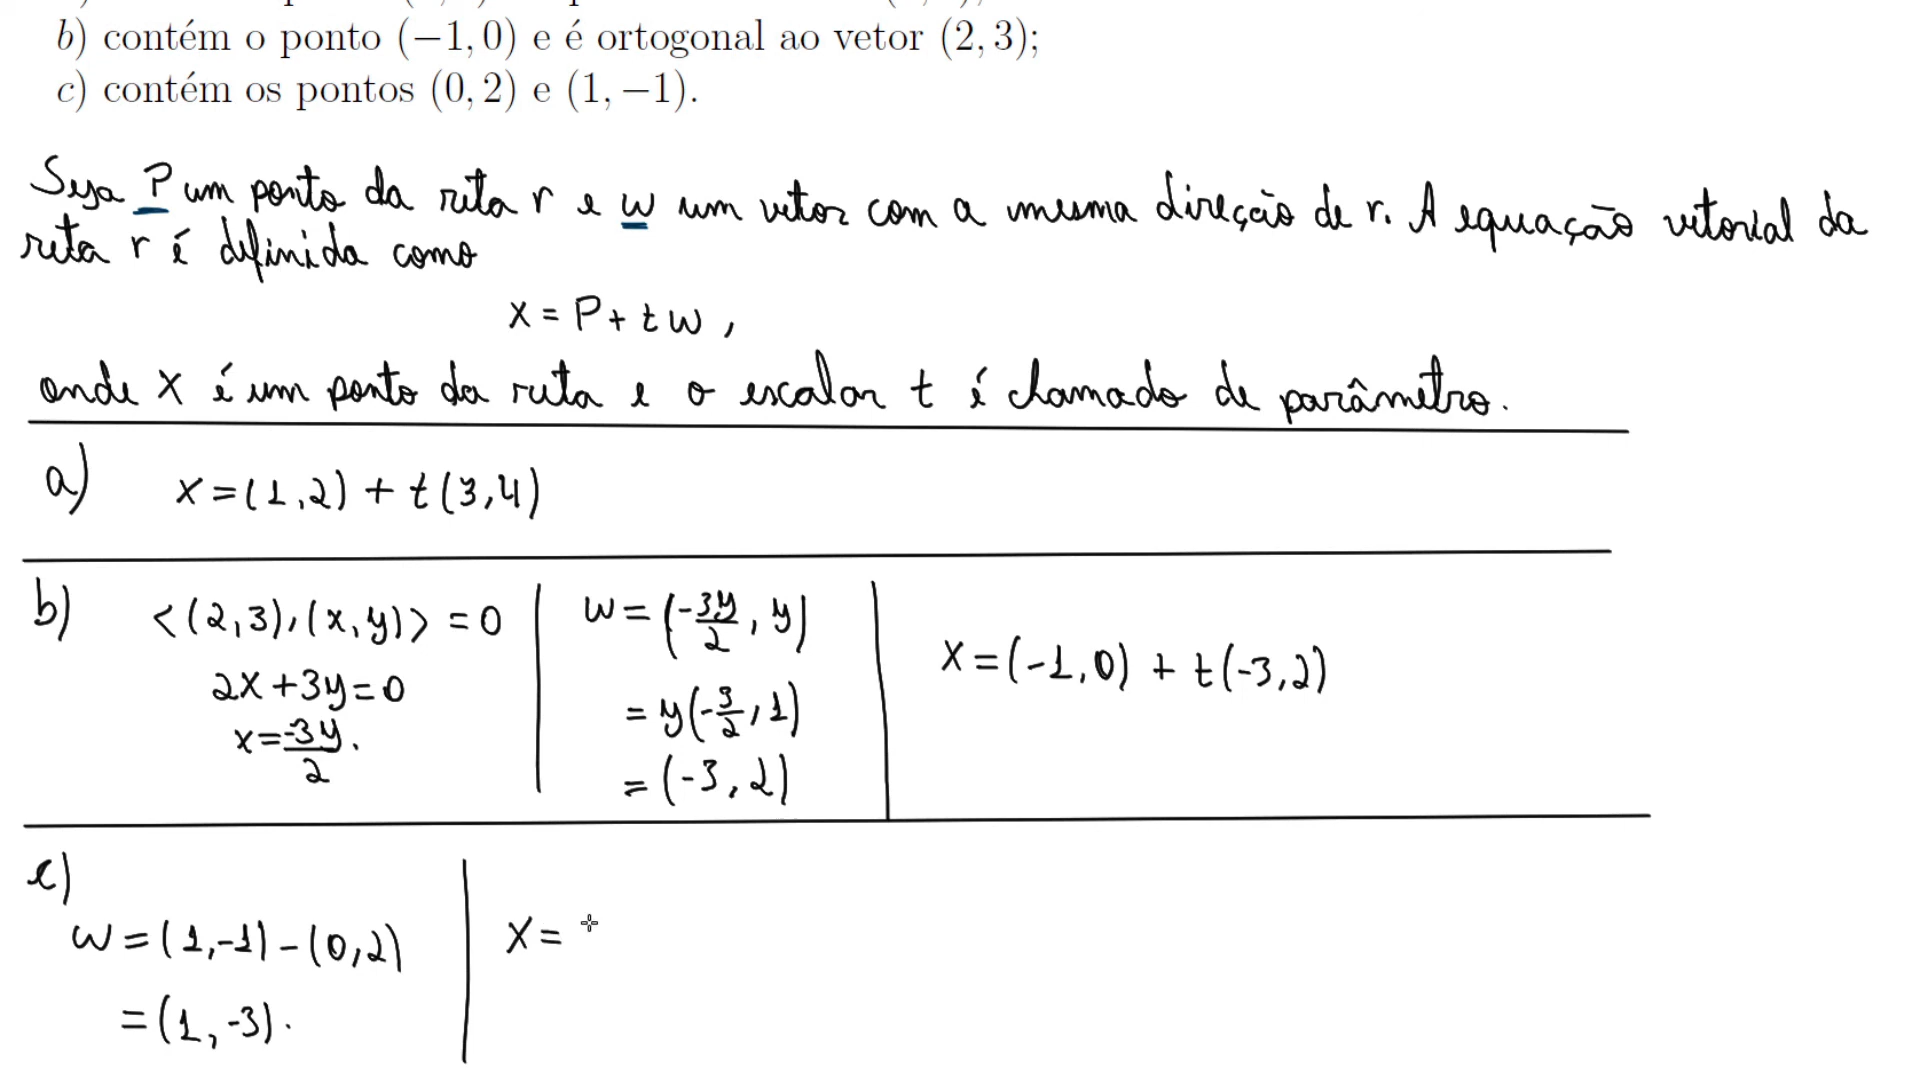 b) contém o ponto (−1, 0) e é ortogonal ao vetor (2, 3);
c) contém os pontos (0, 2) e (1, −1).
Seja P um ponto da reta r e w um vetor com a mesma direção de r. A equação vetorial da
reta r é definida como
X = P + t w ,
onde X é um ponto da reta e o escalar t é chamado de parâmetro.
a) X = (1,2) + t(3,4)
b) <(2,3),(x,y)> = 0
2x+3y=0
x=-3y/2.
w = (-3y/2, y)
= y(-3/2, 1)
= (-3, 2)
X = (-1,0) + t(-3,2)
c)
w = (1,-1) - (0,2)
= (1,-3).
X =